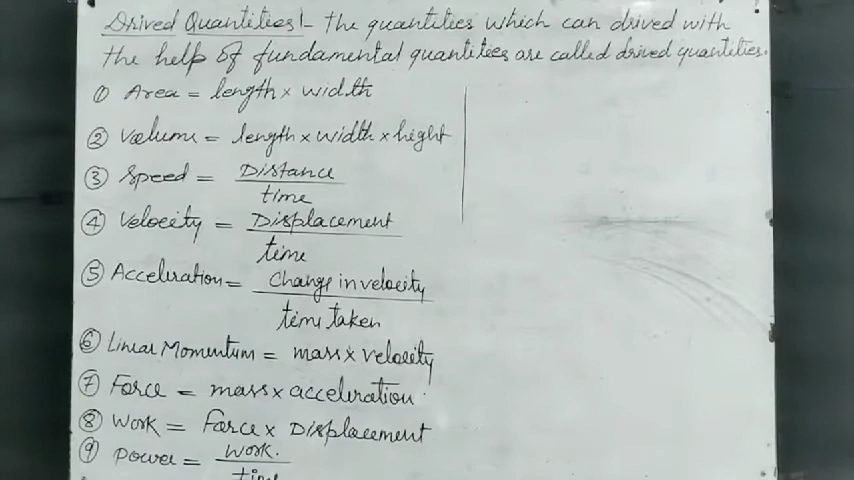 Drived Quantities!- The quantities which can drived with
the help of fundamental quantitees are called drived quantities.
① Area = length × width
② Volume = length × width × hight
③ Speed = Distance
time
④ Velocity = Displacement
time
⑤ Acceleration = Change in velocity
time taken
⑥ Linear Momentum = mass × velocity
⑦ Force = mass × acceleration
⑧ Work = Force × Displacement
⑨ Power = Work
time